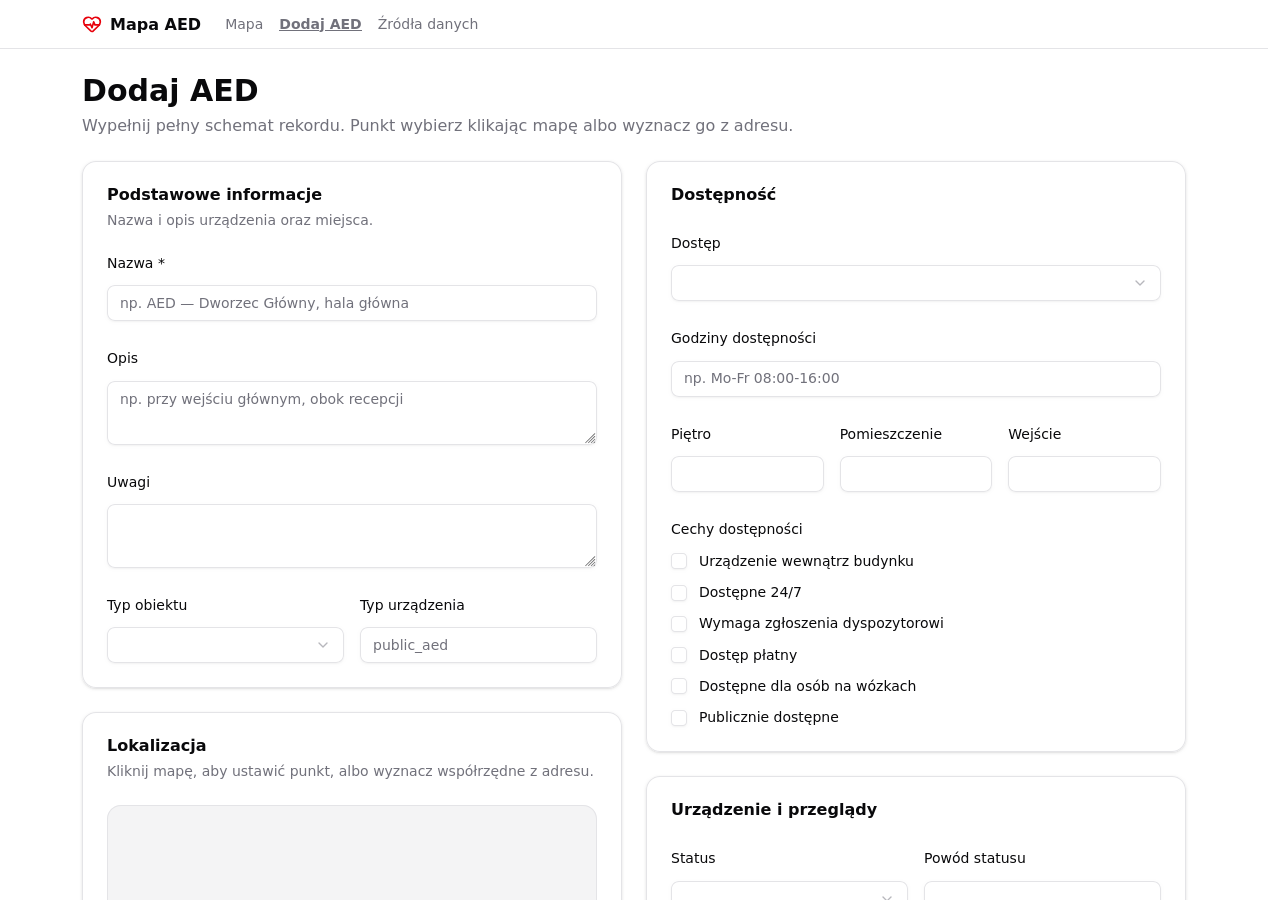 Mapa AED
Mapa
Dodaj AED
Źródła danych
Dodaj AED
Wypełnij pełny schemat rekordu. Punkt wybierz klikając mapę albo wyznacz go z adresu.
Podstawowe informacje
Nazwa i opis urządzenia oraz miejsca.
Nazwa *
np. AED — Dworzec Główny, hala główna
Opis
np. przy wejściu głównym, obok recepcji
Uwagi
Typ obiektu
Typ urządzenia
public_aed
Lokalizacja
Kliknij mapę, aby ustawić punkt, albo wyznacz współrzędne z adresu.
Dostępność
Dostęp
Godziny dostępności
np. Mo-Fr 08:00-16:00
Piętro
Pomieszczenie
Wejście
Cechy dostępności
Urządzenie wewnątrz budynku
Dostępne 24/7
Wymaga zgłoszenia dyspozytorowi
Dostęp płatny
Dostępne dla osób na wózkach
Publicznie dostępne
Urządzenie i przeglądy
Status
Powód statusu